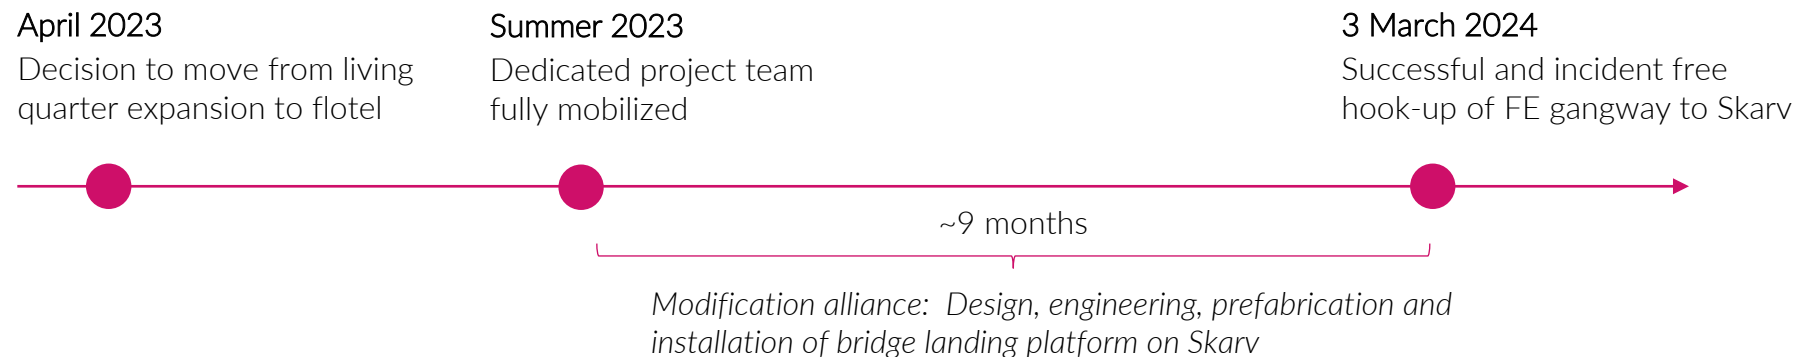 April 2023
Decision to move from living
quarter expansion to flotel
Summer 2023
Dedicated project team
fully mobilized
3 March 2024
Successful and incident free
hook-up of FE gangway to Skarv
~9 months
Modification alliance:  Design, engineering, prefabrication and
installation of bridge landing platform on Skarv